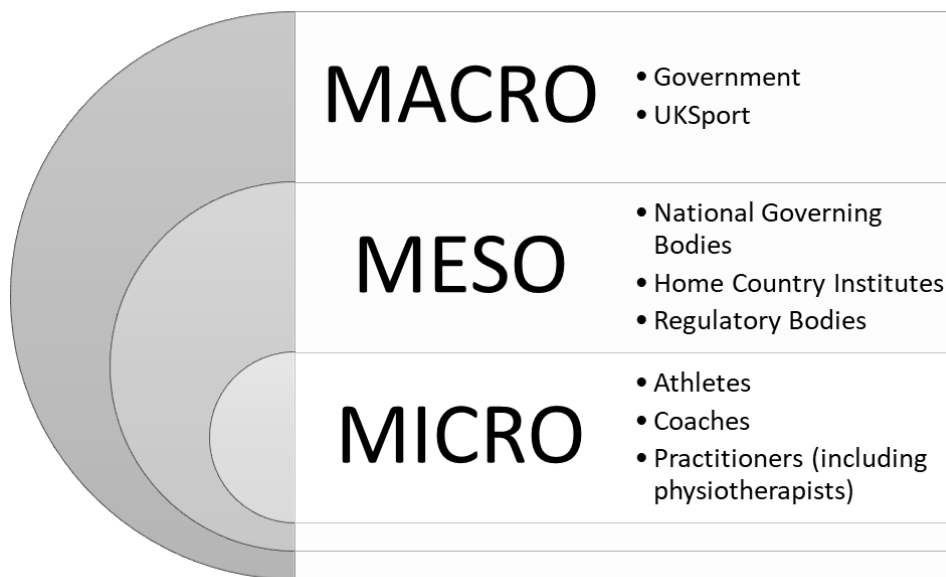 MACRO
• Government
• UKSport
MESO
• National Governing
Bodies
• Home Country Institutes
• Regulatory Bodies
MICRO
• Athletes
• Coaches
• Practitioners (including
physiotherapists)